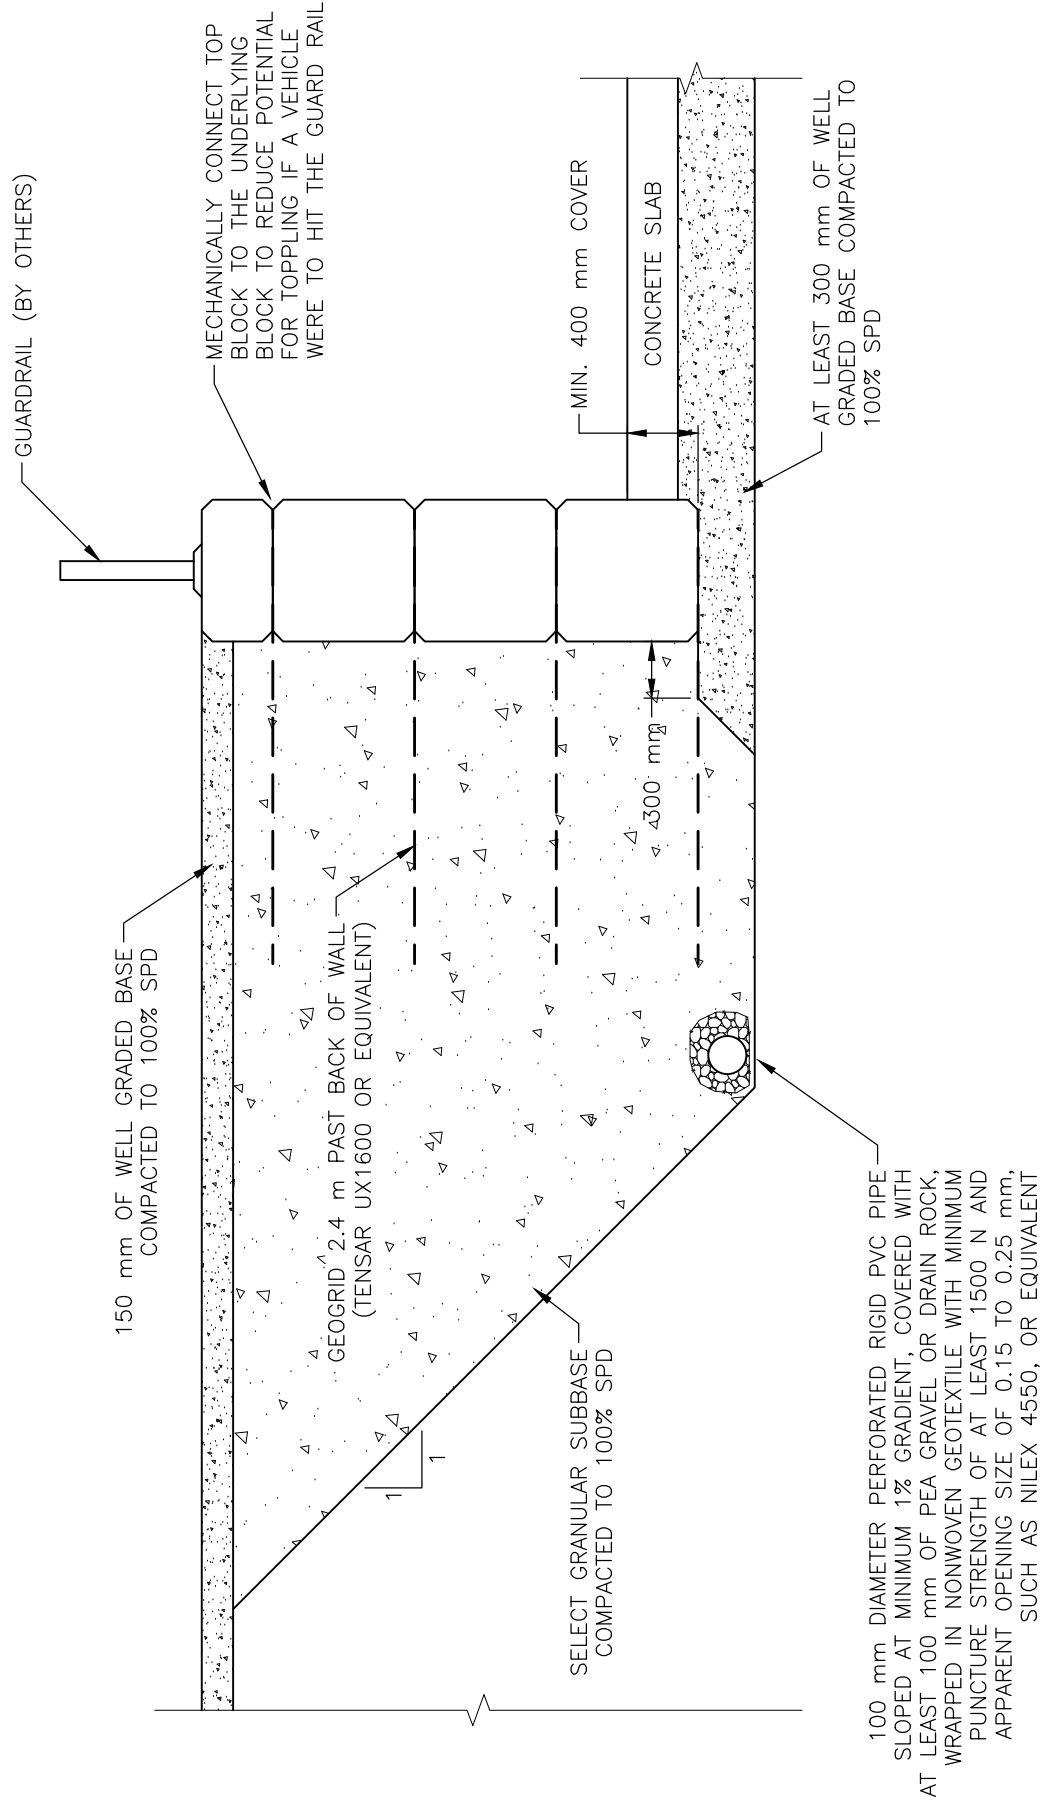 GUARDRAIL (BY OTHERS)
MECHANICALLY CONNECT TOP
BLOCK TO THE UNDERLYING
BLOCK TO REDUCE POTENTIAL
FOR TOPPLING IF A VEHICLE
WERE TO HIT THE GUARD RAIL
150 mm OF WELL GRADED BASE
COMPACTED TO 100% SPD
GEOGRID 2.4 m PAST BACK OF WALL
(TENSAR UX1600 OR EQUIVALENT)
MIN. 400 mm COVER
CONCRETE SLAB
300 mm
AT LEAST 300 mm OF WELL
GRADED BASE COMPACTED TO
100% SPD
1
1
SELECT GRANULAR SUBBASE
COMPACTED TO 100% SPD
100 mm DIAMETER PERFORATED RIGID PVC PIPE
SLOPED AT MINIMUM 1% GRADIENT, COVERED WITH
AT LEAST 100 mm OF PEA GRAVEL OR DRAIN ROCK,
WRAPPED IN NONWOVEN GEOTEXTILE WITH MINIMUM
PUNCTURE STRENGTH OF AT LEAST 1500 N AND
APPARENT OPENING SIZE OF 0.15 TO 0.25 mm,
SUCH AS NILEX 4550, OR EQUIVALENT